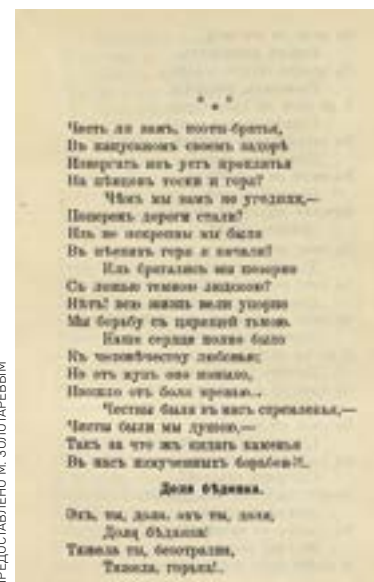 * * *
Честь ли вамъ, поэты-братья,
Въ напускномъ своемъ задорѣ
Извергать изъ устъ проклятья
На пѣвцовъ тоски и горя?
Чѣмъ мы вамъ не угодили,—
Поперекъ дороги стали?
Иль не искренны мы были
Въ пѣсняхъ горя и печали?
Иль братались мы позорно
Съ ложью темною людскою?
Нѣтъ! всю жизнь вели упорно
Мы борьбу съ царящей тьмою.
Наше сердце полно было
Къ человѣчеству любовью;
Но отъ мукъ оно изныло,
Изошло отъ боли кровью...
Честны были въ насъ стремленья,—
Чисты были мы душою,—
Такъ за что жъ кидать каменья
Въ насъ измученныхъ борьбою?!..
Доля бѣдняка.
Эхъ, ты, доля, эхъ ты, доля,
Доля бѣдняка!
Тяжела ты, безотрадна,
Тяжела, горька!..
ПРЕДОСТАВЛЕНО М. ЗОЛОТАРЕВЫМ